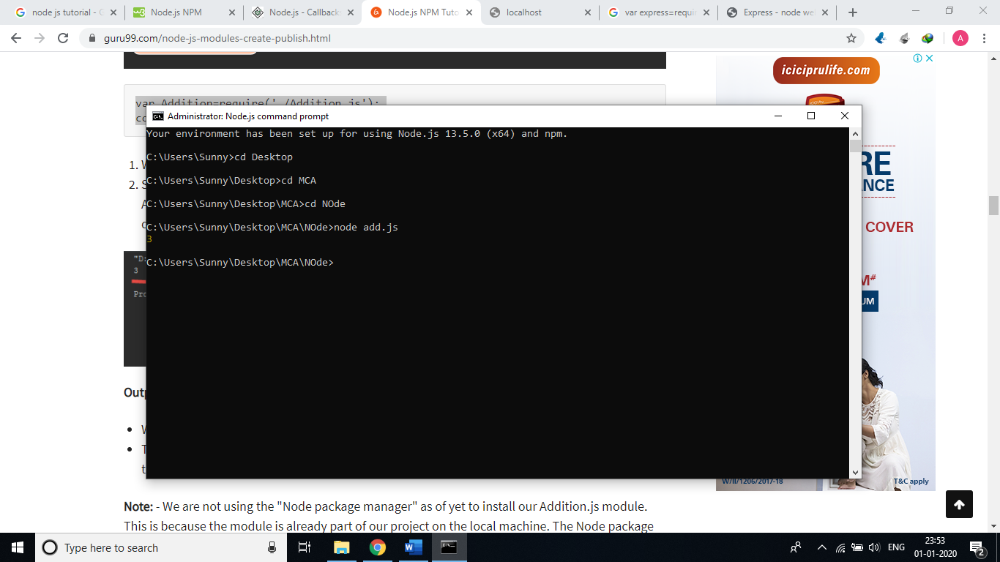 node js tutorial - G
Node.js NPM
Node.js - Callback
Node.js NPM Tuto
localhost
var express=requi
Express - node we
guru99.com/node-js-modules-create-publish.html
A
iciciprulife.com
var Addition=require('./Addition.js');
co
Administrator: Node.js command prompt
Your environment has been set up for using Node.js 13.5.0 (x64) and npm.
C:\Users\Sunny>cd Desktop
C:\Users\Sunny\Desktop>cd MCA
C:\Users\Sunny\Desktop\MCA>cd NOde
C:\Users\Sunny\Desktop\MCA\NOde>node add.js
3
C:\Users\Sunny\Desktop\MCA\NOde>
1. W
2. S
A
"D:
3
Pro
RE
NCE
COVER
M#
UM
Outp
W
T
t
W/II/1206/2017-18
T&C apply
Note: - We are not using the "Node package manager" as of yet to install our Addition.js module.
This is because the module is already part of our project on the local machine. The Node package
Type here to search
ENG
23:53
01-01-2020
2